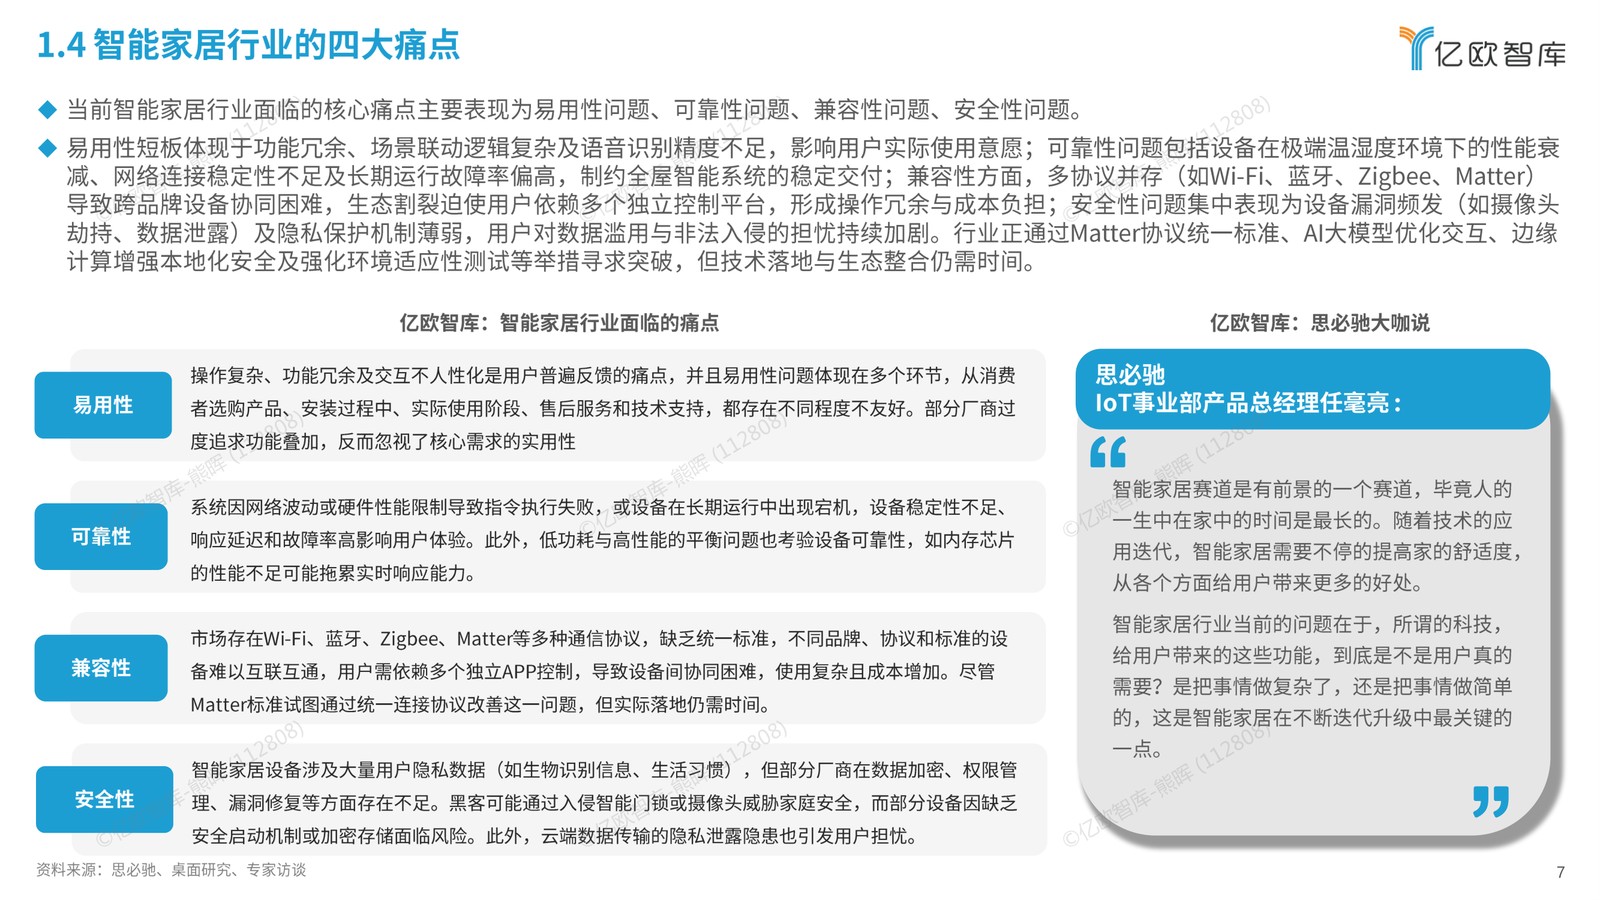 1.4 智能家居行业的四大痛点
亿欧智库
当前智能家居行业面临的核心痛点主要表现为易用性问题、可靠性问题、兼容性问题、安全性问题。
易用性短板体现于功能冗余、场景联动逻辑复杂及语音识别精度不足，影响用户实际使用意愿；可靠性问题包括设备在极端温湿度环境下的性能衰
减、网络连接稳定性不足及长期运行故障率偏高，制约全屋智能系统的稳定交付；兼容性方面，多协议并存（如Wi-Fi、蓝牙、Zigbee、Matter）
导致跨品牌设备协同困难，生态割裂迫使用户依赖多个独立控制平台，形成操作冗余与成本负担；安全性问题集中表现为设备漏洞频发（如摄像头
劫持、数据泄露）及隐私保护机制薄弱，用户对数据滥用与非法入侵的担忧持续加剧。行业正通过Matter协议统一标准、AI大模型优化交互、边缘
计算增强本地化安全及强化环境适应性测试等举措寻求突破，但技术落地与生态整合仍需时间。
亿欧智库：智能家居行业面临的痛点
易用性
操作复杂、功能冗余及交互不人性化是用户普遍反馈的痛点，并且易用性问题体现在多个环节，从消费
者选购产品、安装过程中、实际使用阶段、售后服务和技术支持，都存在不同程度不友好。部分厂商过
度追求功能叠加，反而忽视了核心需求的实用性
可靠性
系统因网络波动或硬件性能限制导致指令执行失败，或设备在长期运行中出现宕机，设备稳定性不足、
响应延迟和故障率高影响用户体验。此外，低功耗与高性能的平衡问题也考验设备可靠性，如内存芯片
的性能不足可能拖累实时响应能力。
兼容性
市场存在Wi-Fi、蓝牙、Zigbee、Matter等多种通信协议，缺乏统一标准，不同品牌、协议和标准的设
备难以互联互通，用户需依赖多个独立APP控制，导致设备间协同困难，使用复杂且成本增加。尽管
Matter标准试图通过统一连接协议改善这一问题，但实际落地仍需时间。
安全性
智能家居设备涉及大量用户隐私数据（如生物识别信息、生活习惯），但部分厂商在数据加密、权限管
理、漏洞修复等方面存在不足。黑客可能通过入侵智能门锁或摄像头威胁家庭安全，而部分设备因缺乏
安全启动机制或加密存储面临风险。此外，云端数据传输的隐私泄露隐患也引发用户担忧。
亿欧智库：思必驰大咖说
思必驰
IoT事业部产品总经理任毫亮：
“
智能家居赛道是有前景的一个赛道，毕竟人的
一生中在家中的时间是最长的。随着技术的应
用迭代，智能家居需要不停的提高家的舒适度，
从各个方面给用户带来更多的好处。
智能家居行业当前的问题在于，所谓的科技，
给用户带来的这些功能，到底是不是用户真的
需要？是把事情做复杂了，还是把事情做简单
的，这是智能家居在不断迭代升级中最关键的
一点。
”
资料来源：思必驰、桌面研究、专家访谈
7
©亿欧智库-熊晖 (112808)